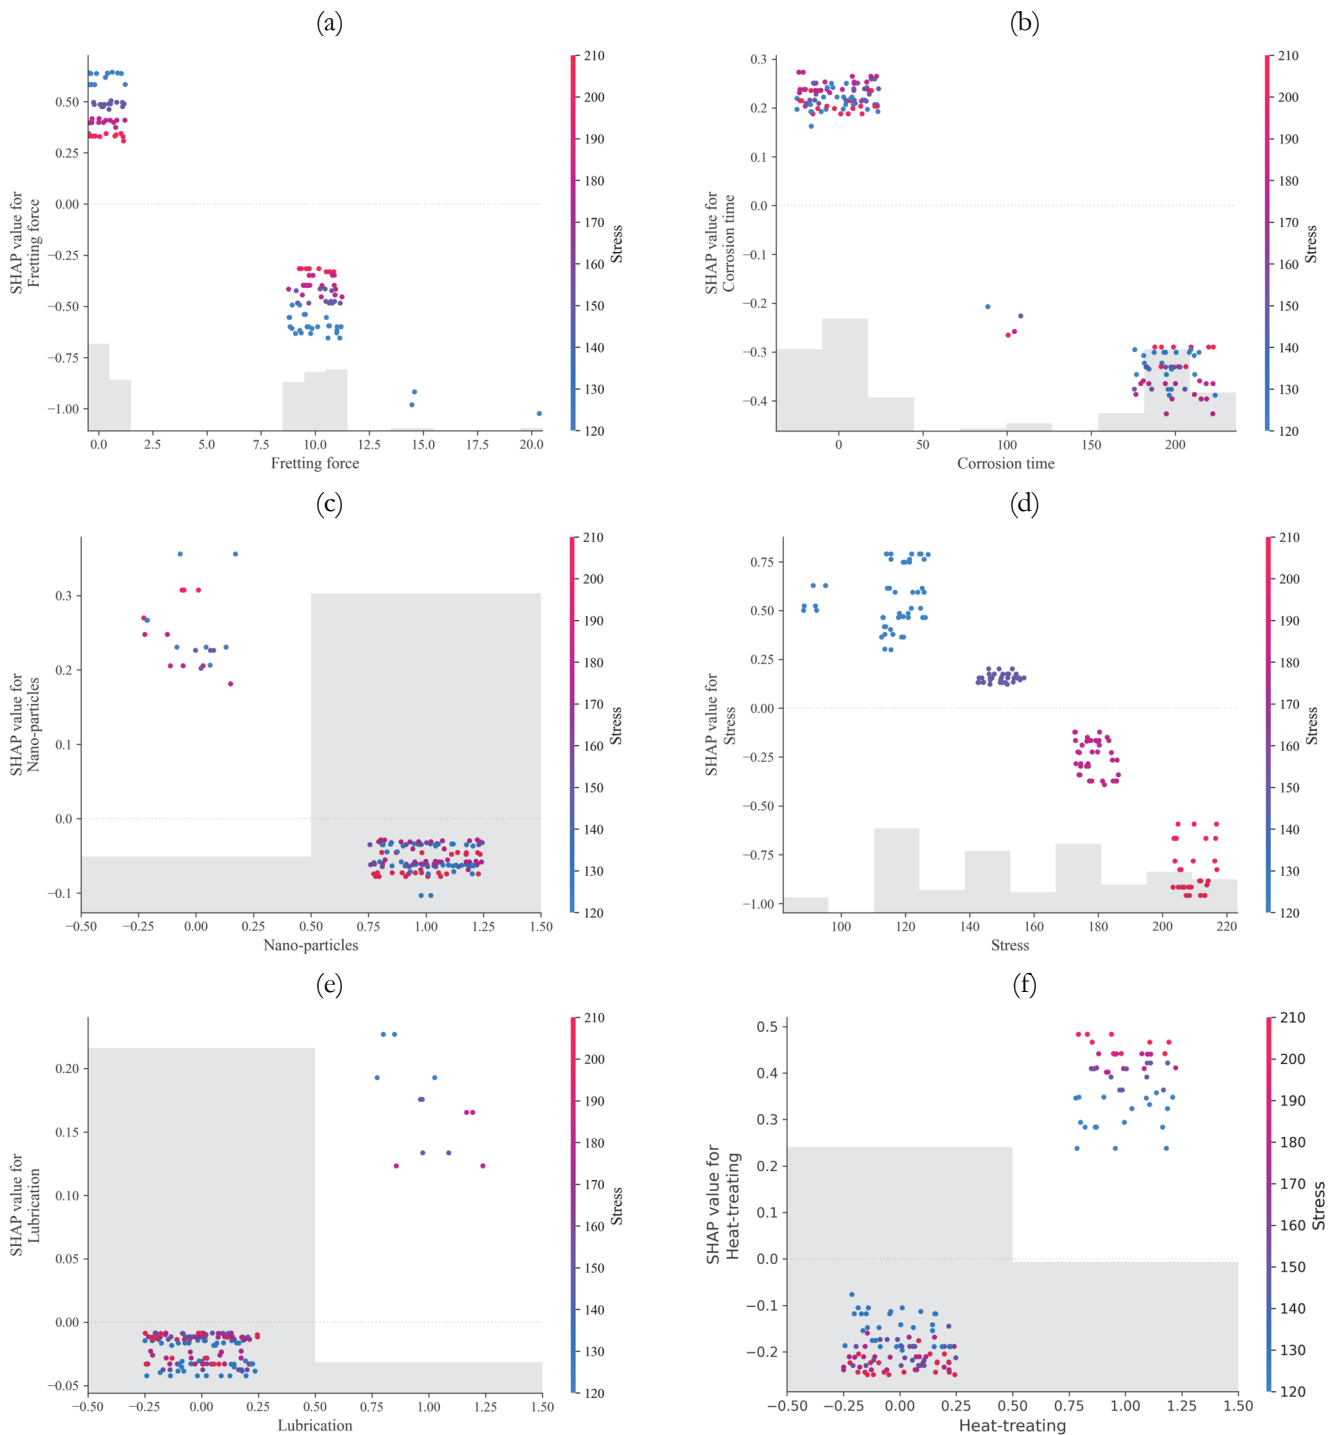 (a)
SHAP value for
Fretting force
0.50
0.25
0.00
−0.25
−0.50
−0.75
−1.00
0.0 2.5 5.0 7.5 10.0 12.5 15.0 17.5 20.0
Fretting force
210
200
190
180
170
160
150
140
130
120
Stress
(b)
SHAP value for
Corrosion time
0.3
0.2
0.1
0.0
−0.1
−0.2
−0.3
−0.4
0 50 100 150 200
Corrosion time
210
200
190
180
170
160
150
140
130
120
Stress
(c)
SHAP value for
Nano-particles
0.3
0.2
0.1
0.0
−0.1
−0.50 −0.25 0.00 0.25 0.50 0.75 1.00 1.25 1.50
Nano-particles
210
200
190
180
170
160
150
140
130
120
Stress
(d)
SHAP value for
Stress
0.75
0.50
0.25
0.00
−0.25
−0.50
−0.75
−1.00
100 120 140 160 180 200 220
Stress
210
200
190
180
170
160
150
140
130
120
Stress
(e)
SHAP value for
Lubrication
0.20
0.15
0.10
0.05
0.00
−0.05
−0.50 −0.25 0.00 0.25 0.50 0.75 1.00 1.25 1.50
Lubrication
210
200
190
180
170
160
150
140
130
120
Stress
(f)
SHAP value for
Heat-treating
0.5
0.4
0.3
0.2
0.1
0.0
−0.1
−0.2
−0.50 −0.25 0.00 0.25 0.50 0.75 1.00 1.25 1.50
Heat-treating
210
200
190
180
170
160
150
140
130
120
Stress